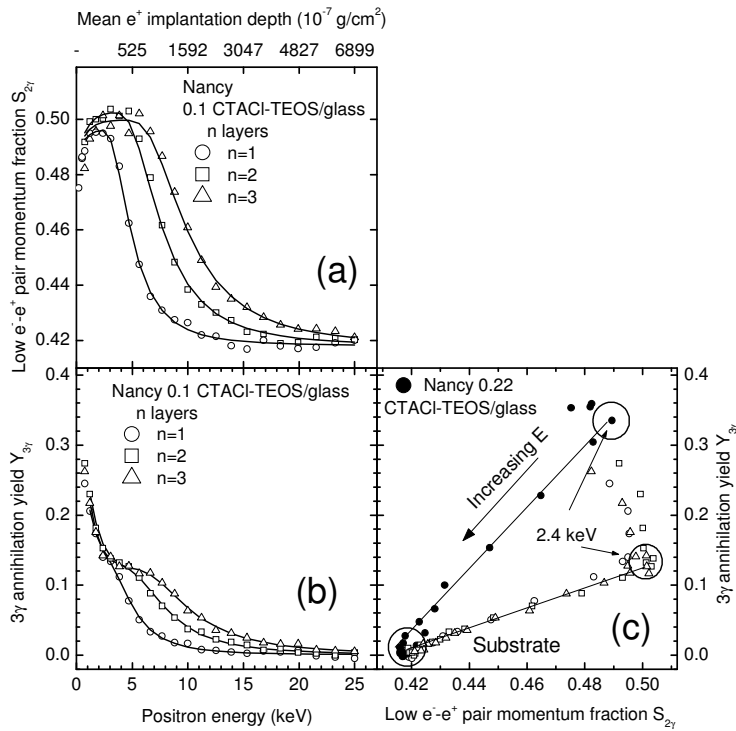 Mean e+ implantation depth (10-7 g/cm2)
- 525 1592 3047 4827 6899
Low e--e+ pair momentum fraction S2γ
0.50
0.48
0.46
0.44
0.42
Nancy
0.1 CTACl-TEOS/glass
n layers
n=1
n=2
n=3
(a)
3γ annihilation yield Y3γ
0.4
0.3
0.2
0.1
0.0
Nancy 0.1 CTACl-TEOS/glass
n layers
n=1
n=2
n=3
(b)
0 5 10 15 20 25
Positron energy (keV)
Nancy 0.22
CTACl-TEOS/glass
Increasing E
2.4 keV
Substrate
(c)
0.4
0.3
0.2
0.1
0.0
3γ annihilation yield Y3γ
0.42 0.44 0.46 0.48 0.50
Low e--e+ pair momentum fraction S2γ